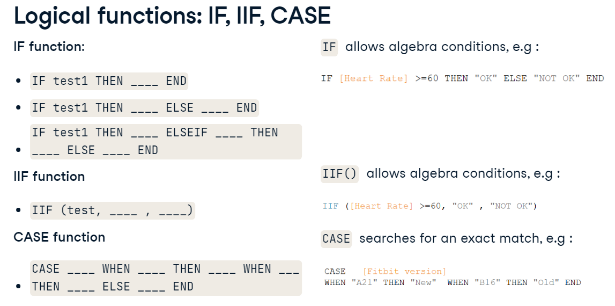 Logical functions: IF, IIF, CASE
IF function:
• IF test1 THEN ____ END
• IF test1 THEN ____ ELSE ____ END
IF test1 THEN ____ ELSEIF ____ THEN
• ____ ELSE ____ END
IIF function
• IIF (test, ____ , ____)
CASE function
CASE ____ WHEN ____ THEN ____ WHEN ___
• THEN ____ ELSE ____ END
IF allows algebra conditions, e.g :
IF [Heart Rate] >=60 THEN "OK" ELSE "NOT OK" END
IIF() allows algebra conditions, e.g :
IIF ([Heart Rate] >=60, "OK" , "NOT OK")
CASE searches for an exact match, e.g :
CASE [Fitbit version]
WHEN "A21" THEN "New" WHEN "B16" THEN "Old" END